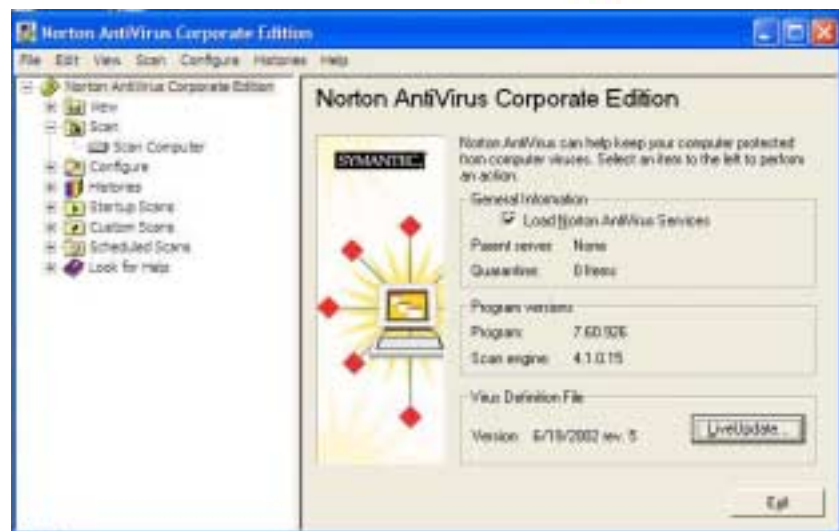 Norton AntiVirus Corporate Edition
File Edit View Scan Configure Histories Help
Norton AntiVirus Corporate Edition
View
Scan
Scan Computer
Configure
Histories
Startup Scans
Custom Scans
Scheduled Scans
Look for Help
Norton AntiVirus Corporate Edition
SYMANTEC.
Norton AntiVirus can help keep your computer protected
from computer viruses. Select an item to the left to perform
an action.
General Information
Load Norton AntiVirus Services
Parent server: None
Quarantine: 0 Items
Program versions
Program: 7.60.926
Scan engine: 4.1.0.15
Virus Definition File
Version: rev. 5
LiveUpdate...
Exit